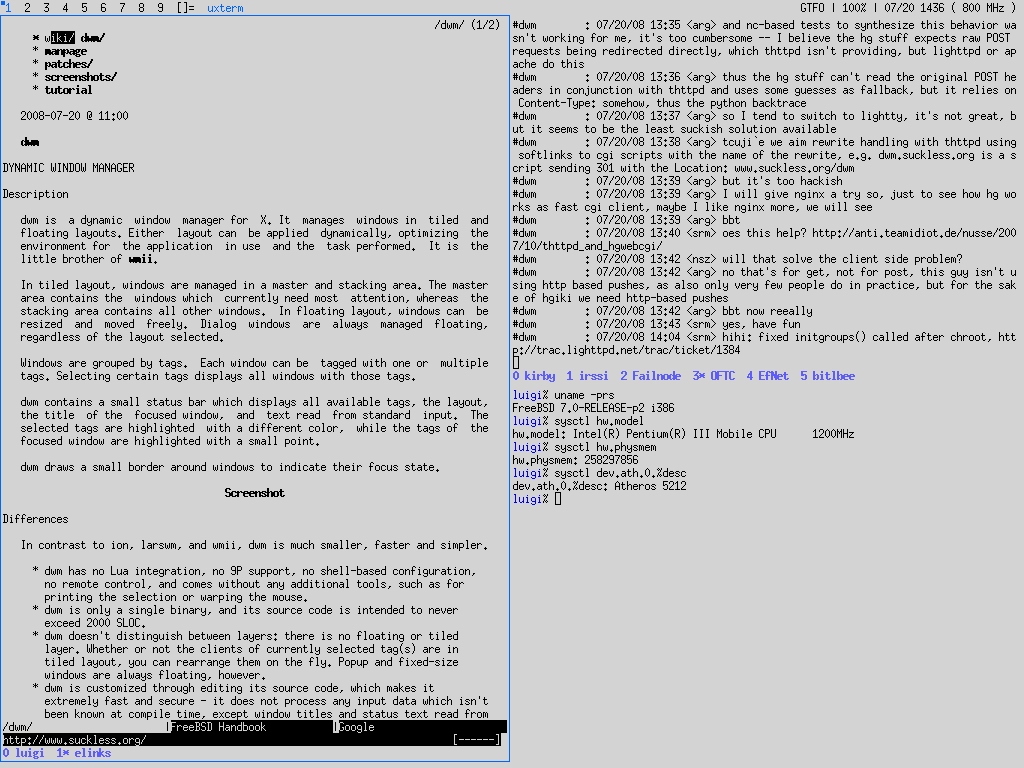 1 2 3 4 5 6 7 8 9 []= uxterm GTFO | 100% | 07/20 1436 ( 800 MHz )
/dwm/ (1/2)
* wiki/ dwm/
* manpage
* patches/
* screenshots/
* tutorial
2008-07-20 @ 11:00
dwm
DYNAMIC WINDOW MANAGER
Description
dwm is a dynamic window manager for X. It manages windows in tiled and
floating layouts. Either layout can be applied dynamically, optimizing the
environment for the application in use and the task performed. It is the
little brother of wmii.
In tiled layout, windows are managed in a master and stacking area. The master
area contains the windows which currently need most attention, whereas the
stacking area contains all other windows. In floating layout, windows can be
resized and moved freely. Dialog windows are always managed floating,
regardless of the layout selected.
Windows are grouped by tags. Each window can be tagged with one or multiple
tags. Selecting certain tags displays all windows with those tags.
dwm contains a small status bar which displays all available tags, the layout,
the title of the focused window, and text read from standard input. The
selected tags are highlighted with a different color, while the tags of the
focused window are highlighted with a small point.
dwm draws a small border around windows to indicate their focus state.
Screenshot
Differences
In contrast to ion, larswm, and wmii, dwm is much smaller, faster and simpler.
* dwm has no Lua integration, no 9P support, no shell-based configuration,
no remote control, and comes without any additional tools, such as for
printing the selection or warping the mouse.
* dwm is only a single binary, and its source code is intended to never
exceed 2000 SLOC.
* dwm doesn't distinguish between layers: there is no floating or tiled
layer. Whether or not the clients of currently selected tag(s) are in
tiled layout, you can rearrange them on the fly. Popup and fixed-size
windows are always floating, however.
* dwm is customized through editing its source code, which makes it
extremely fast and secure - it does not process any input data which isn't
been known at compile time, except window titles and status text read from
/dwm/ |FreeBSD Handbook |Google
http://www.suckless.org/ [------]
0 luigi 1* elinks
#dwm : 07/20/08 13:35 <arg> and nc-based tests to synthesize this behavior wa
sn't working for me, it's too cumbersome -- I believe the hg stuff expects raw POST
requests being redirected directly, which thttpd isn't providing, but lighttpd or ap
ache do this
#dwm : 07/20/08 13:36 <arg> thus the hg stuff can't read the original POST he
aders in conjunction with thttpd and uses some guesses as fallback, but it relies on
Content-Type: somehow, thus the python backtrace
#dwm : 07/20/08 13:37 <arg> so I tend to switch to lightty, it's not great, b
ut it seems to be the least suckish solution available
#dwm : 07/20/08 13:38 <arg> tcuji`e we aim rewrite handling with thttpd using
softlinks to cgi scripts with the name of the rewrite, e.g. dwm.suckless.org is a s
cript sending 301 with the Location: www.suckless.org/dwm
#dwm : 07/20/08 13:39 <arg> but it's too hackish
#dwm : 07/20/08 13:39 <arg> I will give nginx a try so, just to see how hg wo
rks as fast cgi client, maybe I like nginx more, we will see
#dwm : 07/20/08 13:39 <arg> bbt
#dwm : 07/20/08 13:40 <srm> oes this help? http://anti.teamidiot.de/nusse/200
7/10/thttpd_and_hgwebcgi/
#dwm : 07/20/08 13:42 <nsz> will that solve the client side problem?
#dwm : 07/20/08 13:42 <arg> no that's for get, not for post, this guy isn't u
sing http based pushes, as also only very few people do in practice, but for the sak
e of hgiki we need http-based pushes
#dwm : 07/20/08 13:42 <arg> bbt now reeally
#dwm : 07/20/08 13:43 <srm> yes, have fun
#dwm : 07/20/08 14:04 <srm> hihi: fixed initgroups() called after chroot, htt
p://trac.lighttpd.net/trac/ticket/1384
0 kirby 1 irssi 2 Failnode 3* OFTC 4 EfNet 5 bitlbee
luigi% uname -prs
FreeBSD 7.0-RELEASE-p2 i386
luigi% sysctl hw.model
hw.model: Intel(R) Pentium(R) III Mobile CPU 1200MHz
luigi% sysctl hw.physmem
hw.physmem: 258297856
luigi% sysctl dev.ath.0.%desc
dev.ath.0.%desc: Atheros 5212
luigi%